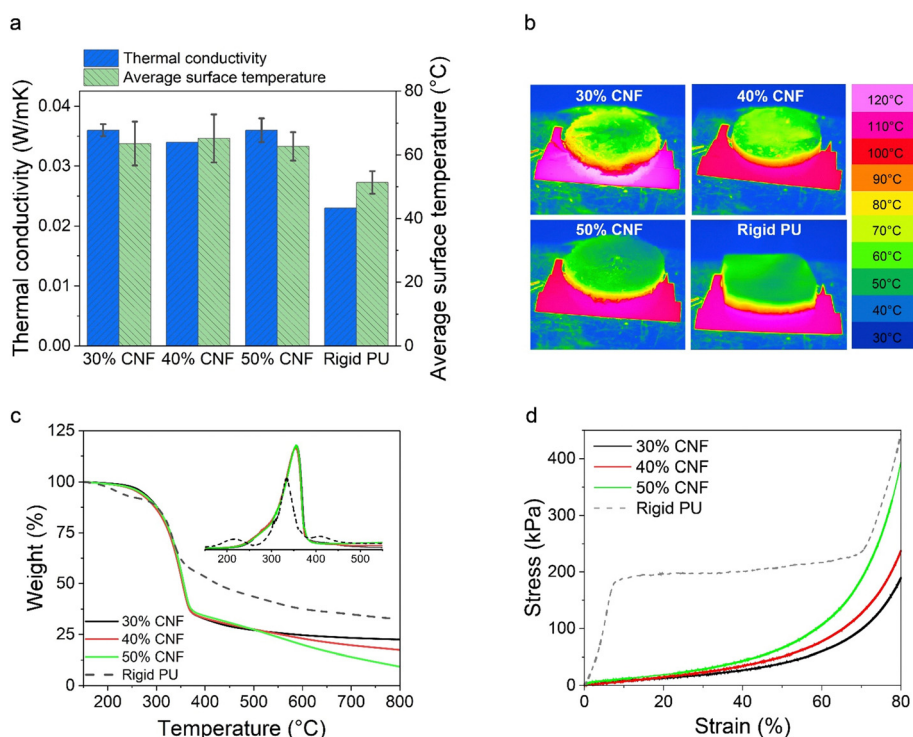 a
Thermal conductivity
Average surface temperature
Thermal conductivity (W/mK)
0.04
0.03
0.02
0.01
0.00
80
60
40
20
0
Average surface temperature (°C)
30% CNF 40% CNF 50% CNF Rigid PU
b
30% CNF
40% CNF
50% CNF
Rigid PU
120°C
110°C
100°C
90°C
80°C
70°C
60°C
50°C
40°C
30°C
c
Weight (%)
125
100
75
50
25
0
200 300 400 500
30% CNF
40% CNF
50% CNF
Rigid PU
200 300 400 500 600 700 800
Temperature (°C)
d
Stress (kPa)
400
300
200
100
0
30% CNF
40% CNF
50% CNF
Rigid PU
0 20 40 60 80
Strain (%)